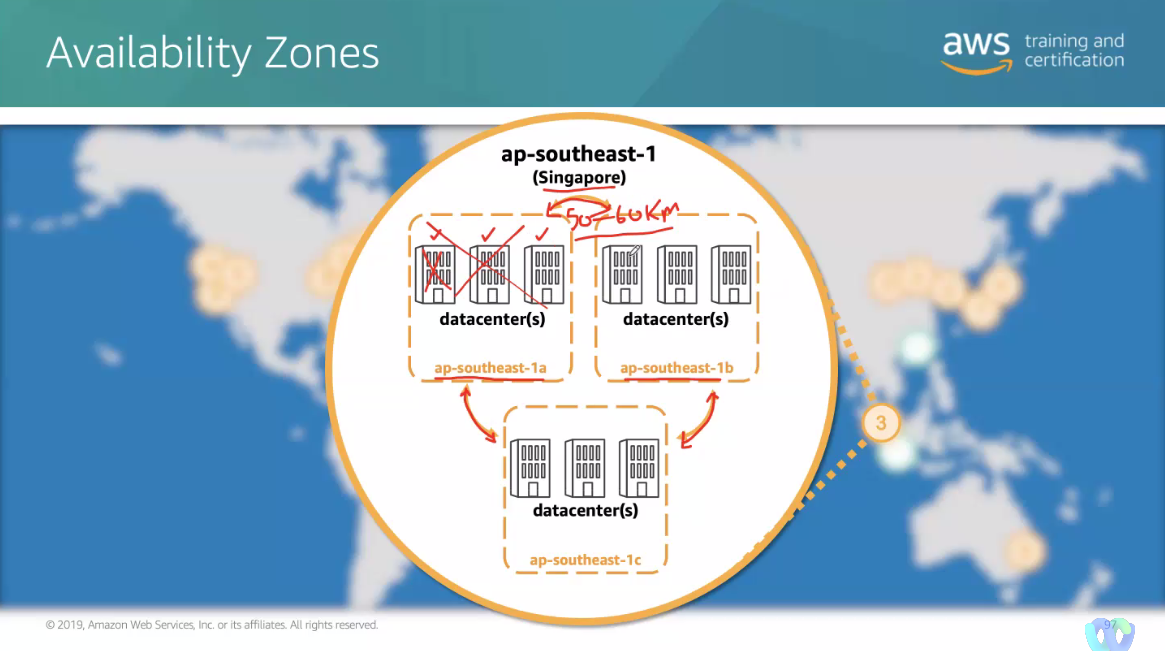 Availability Zones
aws training and
certification
ap-southeast-1
(Singapore)
50-60Km
datacenter(s)
datacenter(s)
ap-southeast-1a
ap-southeast-1b
3
datacenter(s)
ap-southeast-1c
© 2019, Amazon Web Services, Inc. or its affiliates. All rights reserved.
97